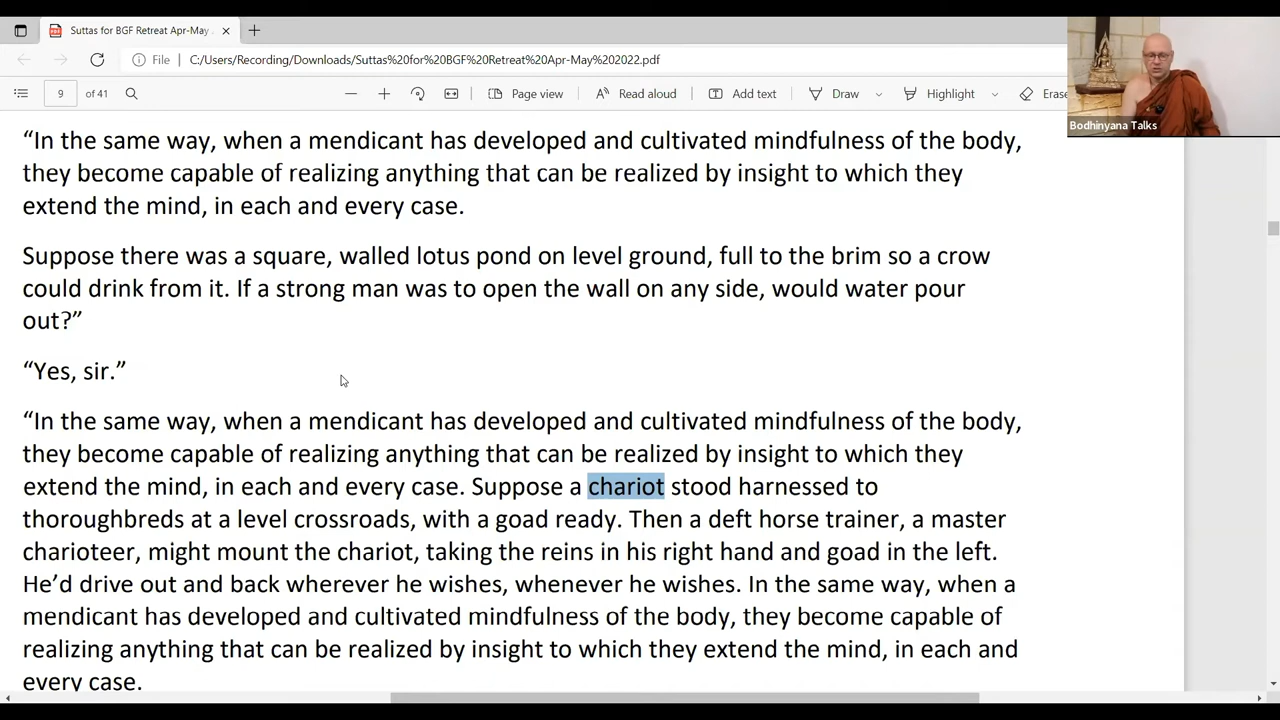 Suttas for BGF Retreat Apr-May
File C:/Users/Recording/Downloads/Suttas%20for%20BGF%20Retreat%20Apr-May%202022.pdf
9 of 41 Page view Read aloud Add text Draw Highlight Erase
Bodhinyana Talks
“In the same way, when a mendicant has developed and cultivated mindfulness of the body,
they become capable of realizing anything that can be realized by insight to which they
extend the mind, in each and every case.
Suppose there was a square, walled lotus pond on level ground, full to the brim so a crow
could drink from it. If a strong man was to open the wall on any side, would water pour
out?”
“Yes, sir.”
“In the same way, when a mendicant has developed and cultivated mindfulness of the body,
they become capable of realizing anything that can be realized by insight to which they
extend the mind, in each and every case. Suppose a chariot stood harnessed to
thoroughbreds at a level crossroads, with a goad ready. Then a deft horse trainer, a master
charioteer, might mount the chariot, taking the reins in his right hand and goad in the left.
He’d drive out and back wherever he wishes, whenever he wishes. In the same way, when a
mendicant has developed and cultivated mindfulness of the body, they become capable of
realizing anything that can be realized by insight to which they extend the mind, in each and
every case.